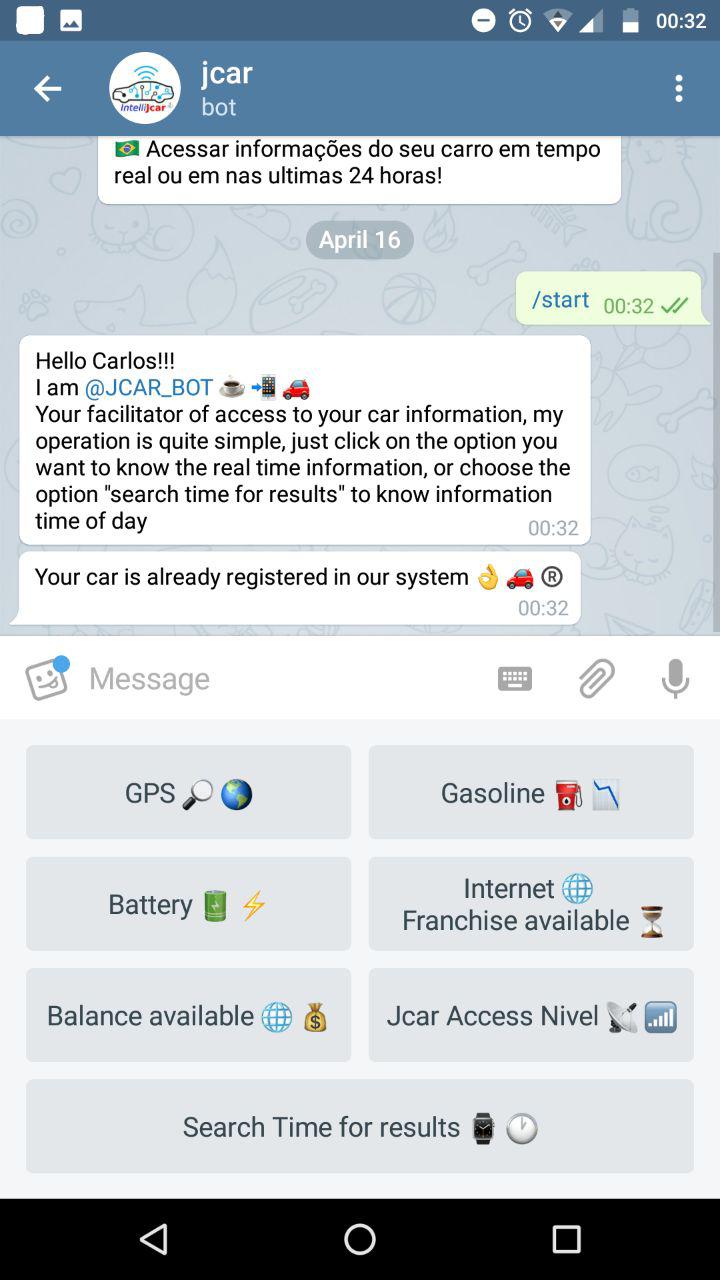 00:32
jcar
bot
IntelliJcar
🇧🇷 Acessar informações do seu carro em tempo
real ou em nas ultimas 24 horas!
April 16
/start 00:32
Hello Carlos!!!
I am @JCAR_BOT ☕ 📲 🚗
Your facilitator of access to your car information, my
operation is quite simple, just click on the option you
want to know the real time information, or choose the
option "search time for results" to know information
time of day
00:32
Your car is already registered in our system 👌 🚗 ®
00:32
Message
GPS 🔎 🌎
Gasoline ⛽ 📉
Battery 🔋 ⚡
Internet 🌐
Franchise available ⏳
Balance available 🌐 💰
Jcar Access Nivel 📡 📶
Search Time for results ⌚ 🕐